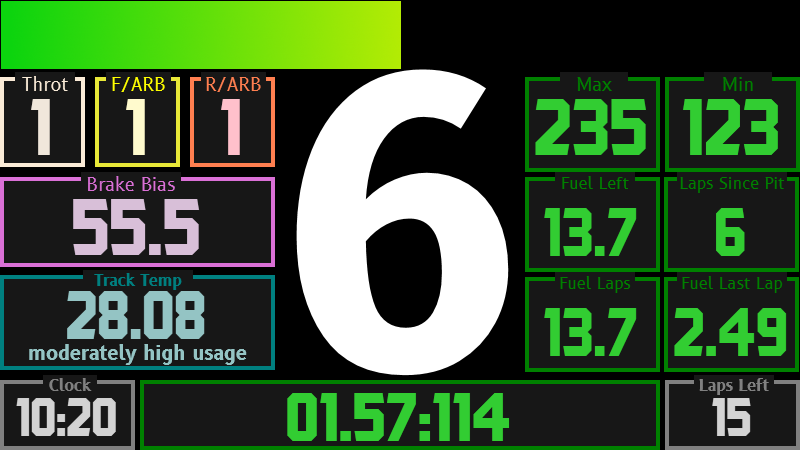 Throt
F/ARB
R/ARB
1
1
1
Brake Bias
55.5
Track Temp
28.08
moderately high usage
6
Max
Min
235
123
Fuel Left
Laps Since Pit
13.7
6
Fuel Laps
Fuel Last Lap
13.7
2.49
Clock
10:20
01.57:114
Laps Left
15